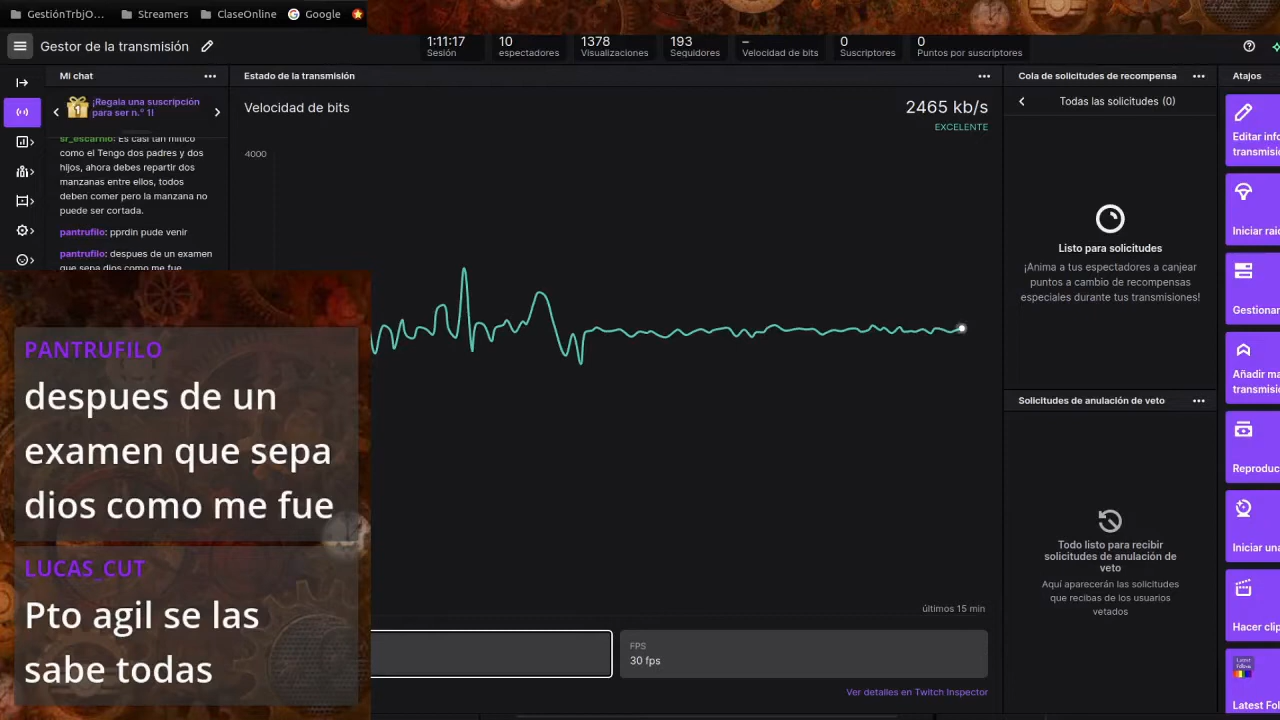 GestiónTrbjO...
Streamers
ClaseOnline
Google
Gestor de la transmisión
1:11:17
Sesión
10
espectadores
1378
Visualizaciones
193
Seguidores
–
Velocidad de bits
0
Suscriptores
0
Puntos por suscriptores
Mi chat
¡Regala una suscripción
para ser n.º 1!
1
sr_escarnio: Es casi tan mítico
como el Tengo dos padres y dos
hijos, ahora debes repartir dos
manzanas entre ellos, todos
deben comer pero la manzana no
puede ser cortada.
pantrufilo: pprdin pude venir
pantrufilo: despues de un examen
que sepa dios como me fue
PANTRUFILO
despues de un
examen que sepa
dios como me fue
LUCAS_CUT
Pto agil se las
sabe todas
Estado de la transmisión
Velocidad de bits
2465 kb/s
EXCELENTE
4000
últimos 15 min
FPS
30 fps
Ver detalles en Twitch Inspector
Cola de solicitudes de recompensa
Todas las solicitudes (0)
Listo para solicitudes
¡Anima a tus espectadores a canjear
puntos a cambio de recompensas
especiales durante tus transmisiones!
Solicitudes de anulación de veto
Todo listo para recibir
solicitudes de anulación de
veto
Aquí aparecerán las solicitudes
que recibas de los usuarios
vetados
Atajos
Editar info
transmisió
Iniciar raid
Gestionar
Añadir ma
transmisió
Reproduc
Iniciar una
Hacer clip
Latest Fol